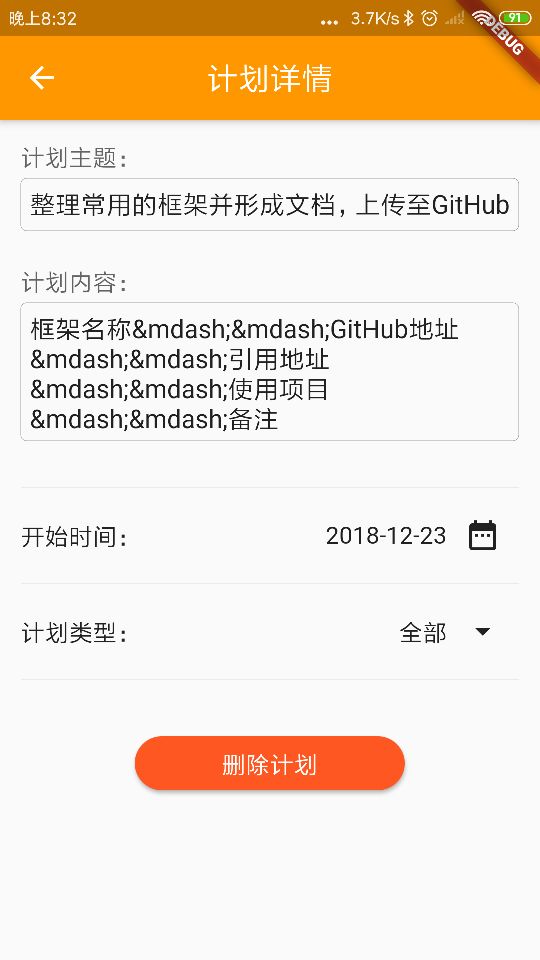 晚上8:32
... 3.7K/s 91
DEBUG
计划详情
计划主题：
整理常用的框架并形成文档，上传至GitHub
计划内容：
框架名称&mdash;&mdash;GitHub地址
&mdash;&mdash;引用地址
&mdash;&mdash;使用项目
&mdash;&mdash;备注
开始时间： 2018-12-23
计划类型： 全部
删除计划